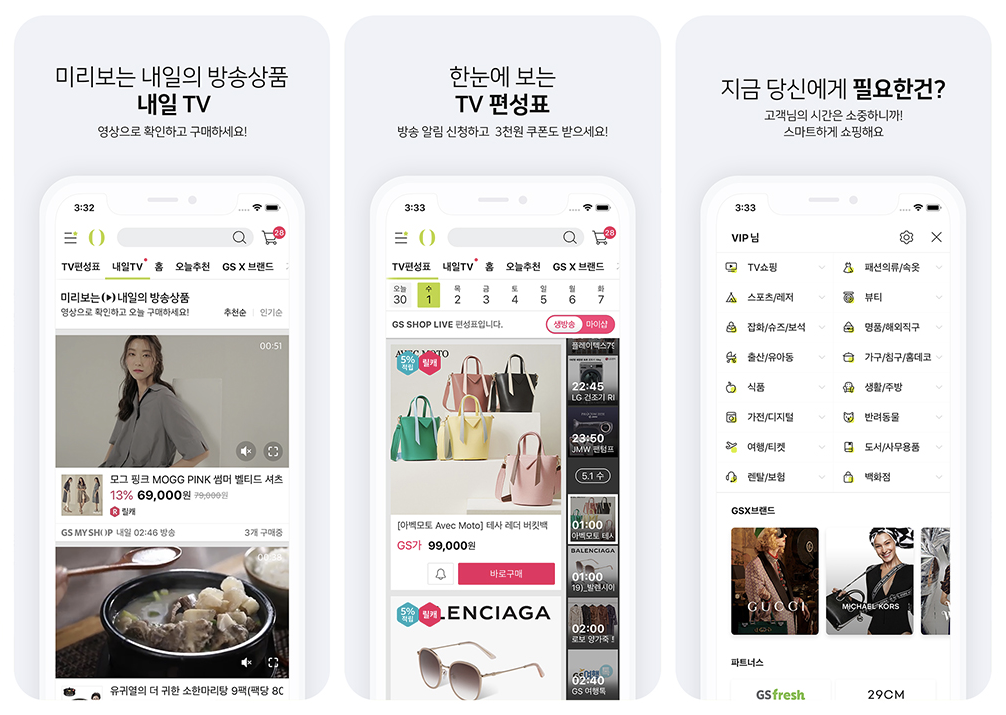 미리보는 내일의 방송상품
내일 TV
영상으로 확인하고 구매하세요!
3:32
28
TV편성표 내일TV 홈 오늘추천 GS X 브랜드
미리보는 내일의 방송상품
영상으로 확인하고 오늘 구매하세요! 추천순 | 인기순
00:51
모그 핑크 MOGG PINK 썸머 벨티드 셔츠
13% 69,000원 79,000원
R 릴캐
GS MY SHOP 내일 02:46 방송 3개 구매중
유귀열의 더 귀한 소한마리탕 9팩(팩당 80
한눈에 보는
TV 편성표
방송 알림 신청하고 3천원 쿠폰도 받으세요!
3:33
28
TV편성표 내일TV 홈 오늘추천 GS X 브랜드
오늘 수 목 금 토 일 월 화
30 1 2 3 4 5 6 7
GS SHOP LIVE 편성표입니다. 생방송 마이샵
AVEC MOTO
5% 적립 릴캐
[아벡모토 Avec Moto] 테사 레더 버킷백
GS가 99,000원
바로구매
5% 적립 릴캐
BALENCIAGA
플레이텍스79
22:45
LG 건조기 RI
23:50
JMW 팬텀프
5.1 수
01:00
아벡모토 테사
BALENCIAGA
01:00
19)_발렌시아
02:00
로보 양가죽
02:40
GS 여행톡
지금 당신에게 필요한건?
고객님의 시간은 소중하니까!
스마트하게 쇼핑해요
3:33
VIP 님
TV쇼핑 패션의류/속옷
스포츠/레저 뷰티
잡화/슈즈/보석 명품/해외직구
출산/유아동 가구/침구/홈데코
식품 생활/주방
가전/디지털 반려동물
여행/티켓 도서/사무용품
렌탈/보험 백화점
GSX브랜드
GUCCI
MICHAEL KORS
파트너스
GS fresh 29CM